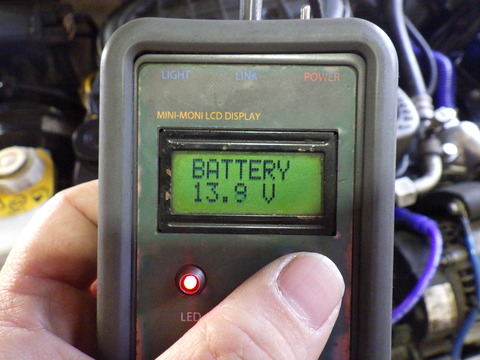 LIGHT LINK POWER
MINI-MONI LCD DISPLAY
BATTERY
13.9 V
LED